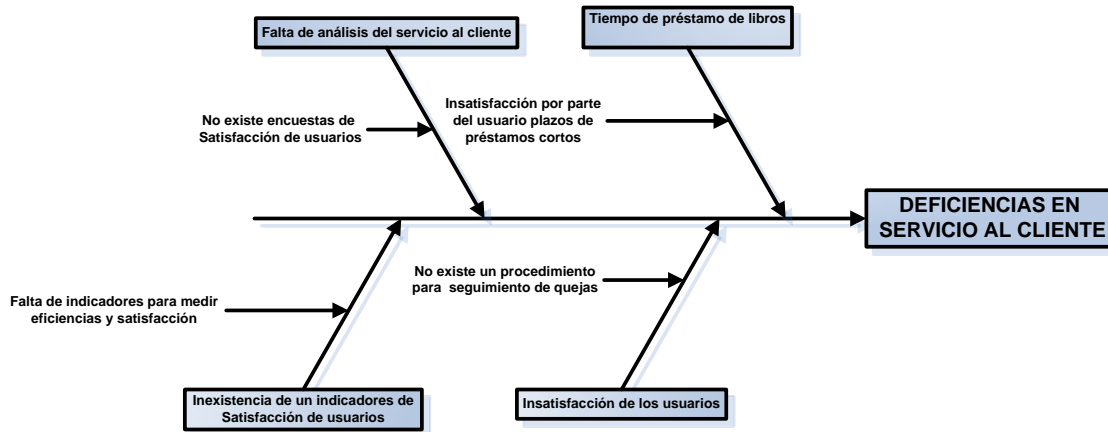 Falta de análisis del servicio al cliente
Tiempo de préstamo de libros
No existe encuestas de
Satisfacción de usuarios
Insatisfacción por parte
del usuario plazos de
préstamos cortos
DEFICIENCIAS EN
SERVICIO AL CLIENTE
Falta de indicadores para medir
eficiencias y satisfacción
No existe un procedimiento
para seguimiento de quejas
Inexistencia de un indicadores de
Satisfacción de usuarios
Insatisfacción de los usuarios